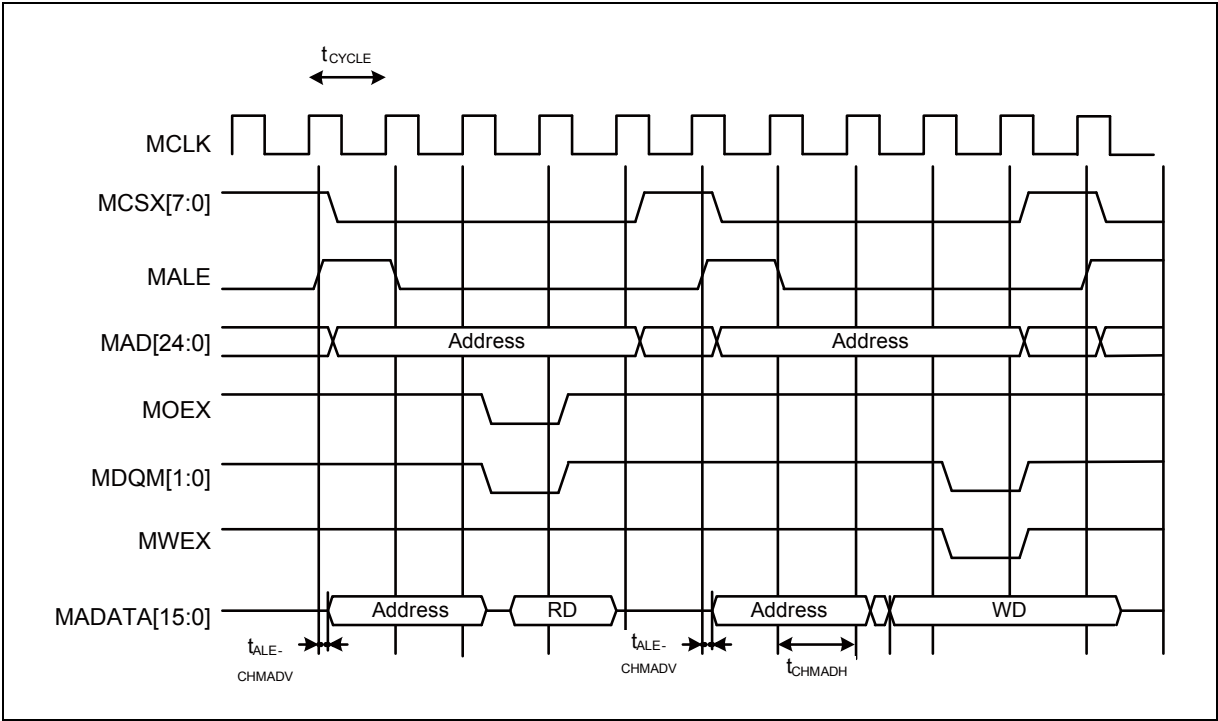 tCYCLE
MCLK
MCSX[7:0]
MALE
MAD[24:0] Address Address
MOEX
MDQM[1:0]
MWEX
MADATA[15:0] Address RD Address WD
tALE- tALE- tCHMADH
CHMADV CHMADV